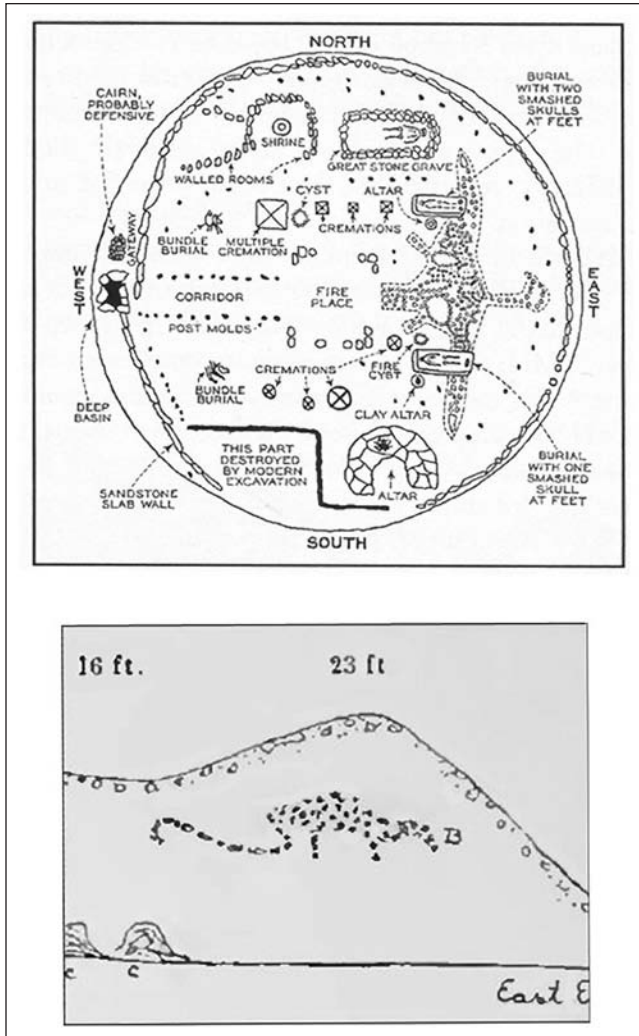 NORTH
CAIRN,
PROBABLY
DEFENSIVE
BURIAL
WITH TWO
SMASHED
SKULLS
AT FEET
SHRINE
GREAT STONE GRAVE
WALLED ROOMS
CYST
ALTAR
GATEWAY
BUNDLE
BURIAL
MULTIPLE
CREMATION
CREMATIONS
WEST
CORRIDOR
FIRE
PLACE
EAST
POST MOLDS
CREMATIONS
FIRE
CYBT
BUNDLE
BURIAL
CLAY ALTAR
DEEP
BASIN
THIS PART
DESTROYED
BY MODERN
EXCAVATION
SANDSTONE
SLAB WALL
ALTAR
BURIAL
WITH ONE
SMASHED
SKULL
AT FEET
SOUTH
16 ft.
23 ft
B
C
C
East E